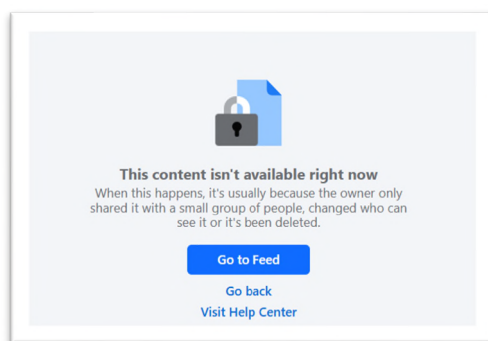 This content isn't available right now
When this happens, it's usually because the owner only
shared it with a small group of people, changed who can
see it or it's been deleted.
Go to Feed
Go back
Visit Help Center